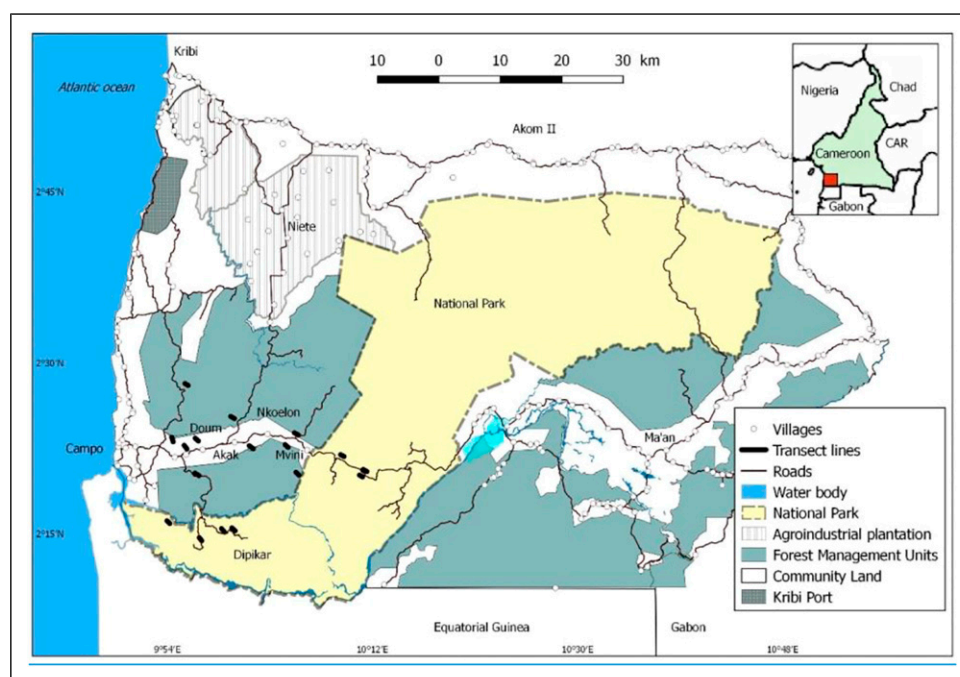 Kribi
10 0 10 20 30 km
Atlantic ocean
Akom II
Nigeria
Chad
Cameroon
CAR
Gabon
2°45'N
Niete
National Park
2°30'N
Nkoelon
Doum
Campo
Akak
Mvini
Ma'an
2°15'N
Dipikar
Villages
Transect lines
Roads
Water body
National Park
Agroindustrial plantation
Forest Management Units
Community Land
Kribi Port
Equatorial Guinea
Gabon
9°54'E
10°12'E
10°30'E
10°48'E